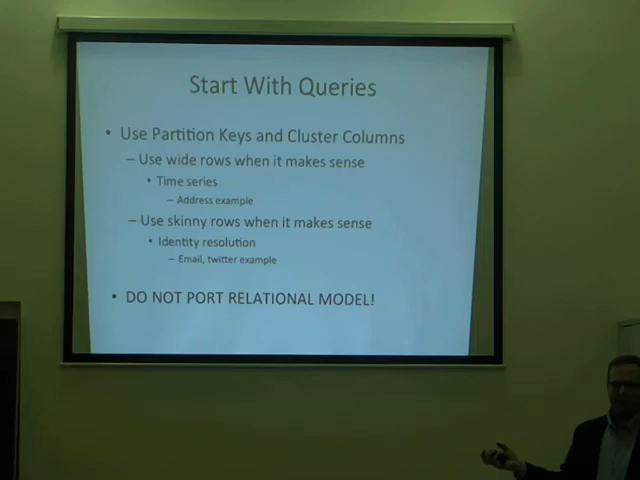 Start With Queries
• Use Partition Keys and Cluster Columns
– Use wide rows when it makes sense
• Time series
– Address example
– Use skinny rows when it makes sense
• Identity resolution
– Email, twitter example
• DO NOT PORT RELATIONAL MODEL!